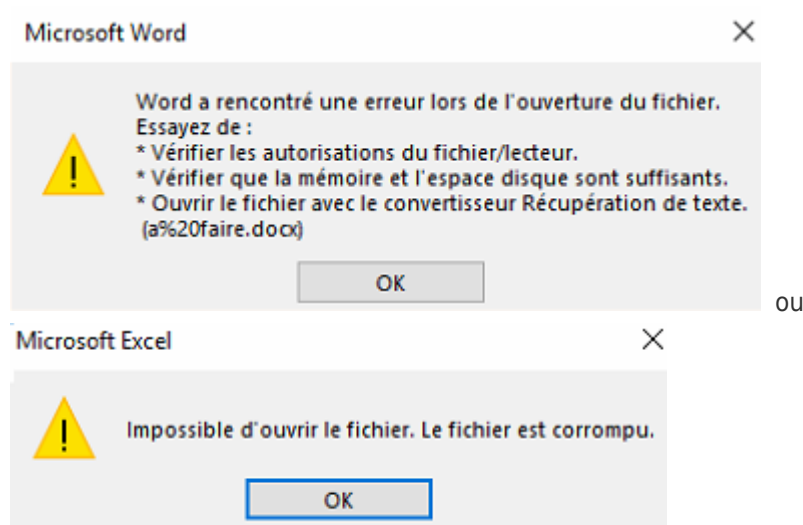 Microsoft Word
Word a rencontré une erreur lors de l'ouverture du fichier.
Essayez de :
* Vérifier les autorisations du fichier/lecteur.
* Vérifier que la mémoire et l'espace disque sont suffisants.
* Ouvrir le fichier avec le convertisseur Récupération de texte.
(a%20faire.docx)
OK
ou
Microsoft Excel
Impossible d'ouvrir le fichier. Le fichier est corrompu.
OK